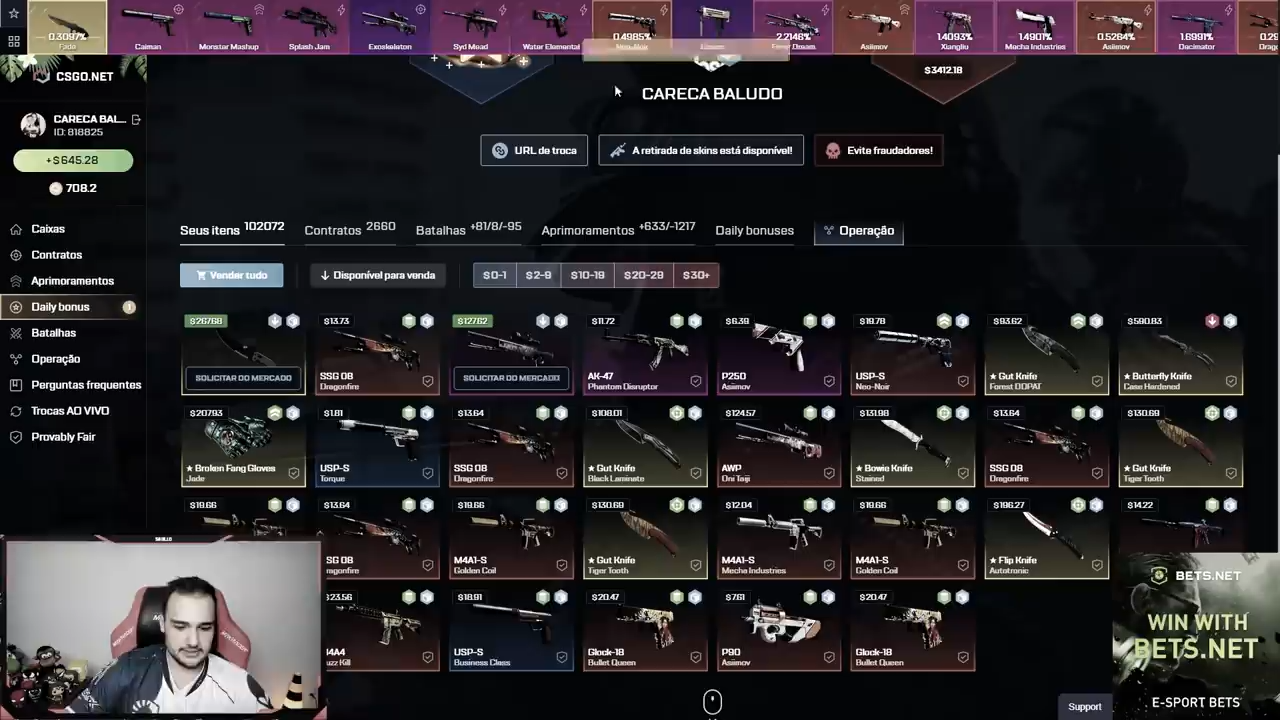 0.3097%
Fade
Caiman
Monster Mashup
Splash Jam
Exoskeleton
Syd Mead
Water Elemental
0.4985%
Neo-Noir
2.2146%
Asiimov
1.4093%
Xiangliu
1.4901%
Mecha Industries
0.5264%
Asiimov
1.6991%
Decimator
CSGO.NET
$3412.18
CARECA BALUDO
CARECA BAL...
ID: 818825
+$645.28
708.2
URL de troca
A retirada de skins está disponível!
Evite fraudadores!
Caixas
Contratos
Aprimoramentos
Daily bonus
Batalhas
Operação
Perguntas frequentes
Trocas AO VIVO
Provably Fair
Seus itens 102072
Contratos 2660
Batalhas +81/8/-95
Aprimoramentos +633/-1217
Daily bonuses
Operação
Vender tudo
Disponível para venda
$0-1
$2-9
$10-19
$20-29
$30+
$267.68
SOLICITAR DO MERCADO
$13.73
SSG 08
Dragonfire
$127.62
SOLICITAR DO MERCADO
$11.72
AK-47
Phantom Disruptor
$6.39
P250
Asiimov
$19.78
USP-S
Neo-Noir
$93.62
★ Gut Knife
Forest DDPAT
$590.83
★ Butterfly Knife
Case Hardened
$207.93
★ Broken Fang Gloves
Jade
$1.81
USP-S
Torque
$13.64
SSG 08
Dragonfire
$108.01
★ Gut Knife
Black Laminate
$124.57
AWP
Oni Taiji
$131.98
★ Bowie Knife
Stained
$13.64
SSG 08
Dragonfire
$130.69
★ Gut Knife
Tiger Tooth
$19.66
$13.64
SG 08
ragonfire
$19.66
M4A1-S
Golden Coil
$130.69
★ Gut Knife
Tiger Tooth
$12.04
M4A1-S
Mecha Industries
$19.66
M4A1-S
Golden Coil
$196.27
★ Flip Knife
Autotronic
$14.22
$23.56
M4A4
uzz Kill
$18.91
USP-S
Business Class
$20.47
Glock-18
Bullet Queen
$7.61
P90
Asiimov
$20.47
Glock-18
Bullet Queen
BETS.NET
WIN WITH
BETS.NET
E-SPORT BETS
Support